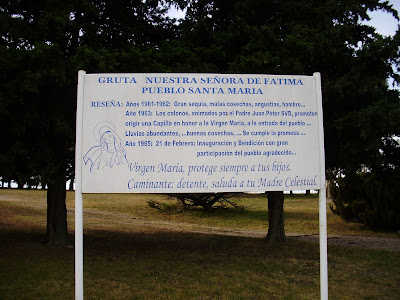 GRUTA NUESTRA SEÑORA DE FATIMA
PUEBLO SANTA MARIA
RESEÑA: Años 1961-1962: Gran sequía, malas cosechas, angustias, hambre...
Año 1963: Los colonos, animados por el Padre Juan Peter SVD, prometen
erigir una Capilla en honor a la Virgen María, a la entrada del pueblo ...
Lluvias abundantes, ...buenas cosechas, ... Se cumple la promesa ...
Año 1965: 21 de Febrero: Inauguración y Bendición con gran
participación del pueblo agradecido...
Virgen María, protege siempre a tus hijos.
Caminante: detente, saluda a tu Madre Celestial.